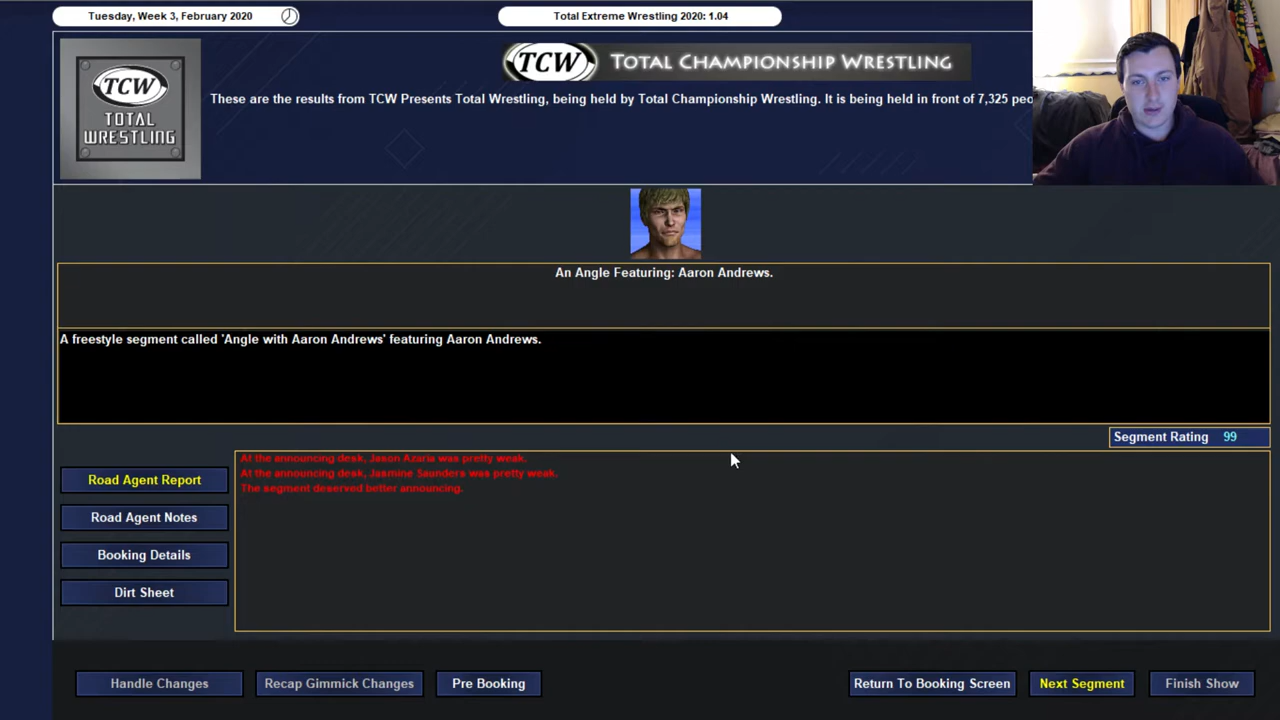 Tuesday, Week 3, February 2020
Total Extreme Wrestling 2020: 1.04
TCW
TOTAL
WRESTLING
TCW TOTAL CHAMPIONSHIP WRESTLING
These are the results from TCW Presents Total Wrestling, being held by Total Championship Wrestling. It is being held in front of 7,325 peo
An Angle Featuring: Aaron Andrews.
A freestyle segment called 'Angle with Aaron Andrews' featuring Aaron Andrews.
Segment Rating 99
At the announcing desk, Jason Azaria was pretty weak.
At the announcing desk, Jasmine Saunders was pretty weak.
The segment deserved better announcing.
Road Agent Report
Road Agent Notes
Booking Details
Dirt Sheet
Handle Changes
Recap Gimmick Changes
Pre Booking
Return To Booking Screen
Next Segment
Finish Show